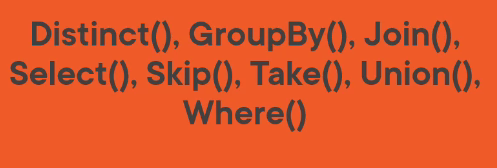 Distinct(), GroupBy(), Join(),
Select(), Skip(), Take(), Union(),
Where()